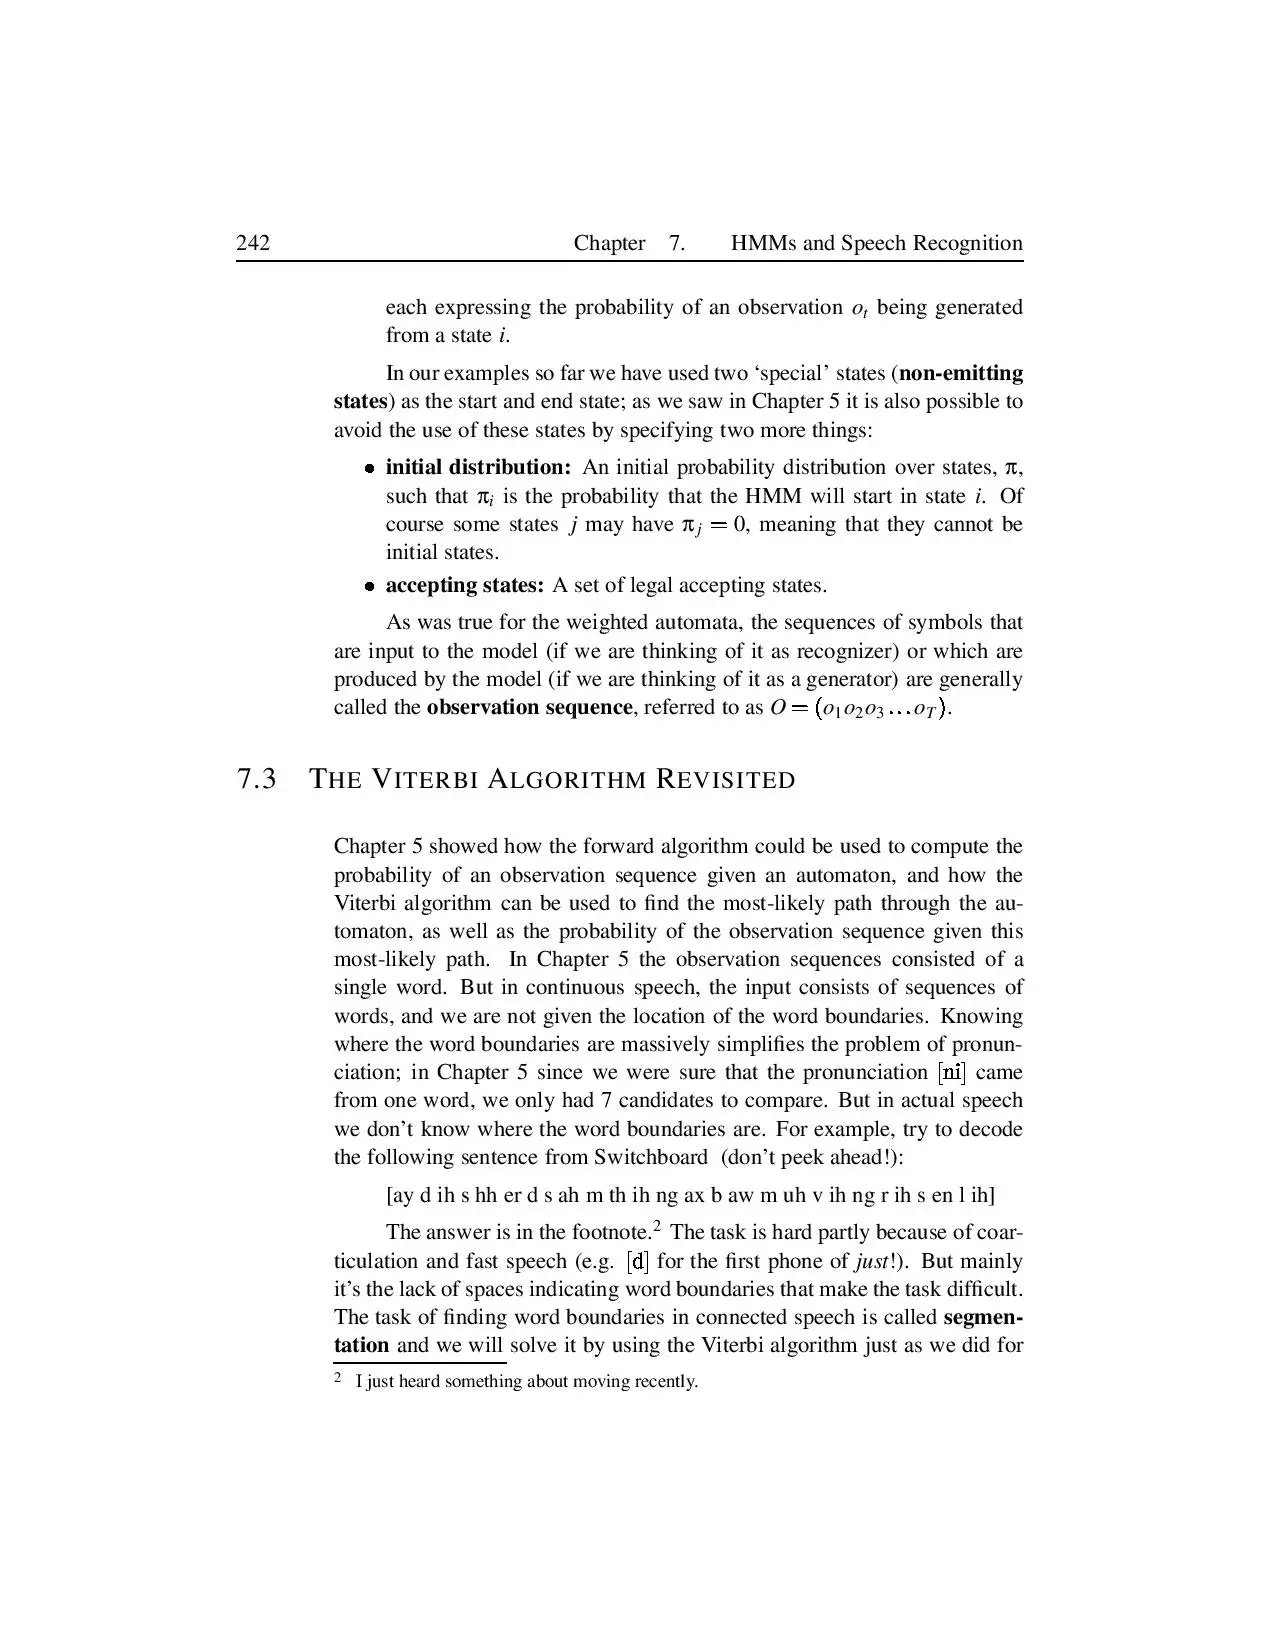 242 Chapter 7. HMMs and Speech Recognition
each expressing the probability of an observation oₜ being generated
from a state i.
In our examples so far we have used two ‘special’ states (non-emitting
states) as the start and end state; as we saw in Chapter 5 it is also possible to
avoid the use of these states by specifying two more things:
• initial distribution: An initial probability distribution over states, π,
such that πᵢ is the probability that the HMM will start in state i. Of
course some states j may have πⱼ = 0, meaning that they cannot be
initial states.
• accepting states: A set of legal accepting states.
As was true for the weighted automata, the sequences of symbols that
are input to the model (if we are thinking of it as recognizer) or which are
produced by the model (if we are thinking of it as a generator) are generally
called the observation sequence, referred to as O = (o₁o₂o₃...o_T).
7.3 THE VITERBI ALGORITHM REVISITED
Chapter 5 showed how the forward algorithm could be used to compute the
probability of an observation sequence given an automaton, and how the
Viterbi algorithm can be used to find the most-likely path through the au-
tomaton, as well as the probability of the observation sequence given this
most-likely path. In Chapter 5 the observation sequences consisted of a
single word. But in continuous speech, the input consists of sequences of
words, and we are not given the location of the word boundaries. Knowing
where the word boundaries are massively simplifies the problem of pronun-
ciation; in Chapter 5 since we were sure that the pronunciation [ni] came
from one word, we only had 7 candidates to compare. But in actual speech
we don’t know where the word boundaries are. For example, try to decode
the following sentence from Switchboard (don’t peek ahead!):
[ay d ih s hh er d s ah m th ih ng ax b aw m uh v ih ng r ih s en l ih]
The answer is in the footnote.² The task is hard partly because of coar-
ticulation and fast speech (e.g. [d] for the first phone of just!). But mainly
it’s the lack of spaces indicating word boundaries that make the task difficult.
The task of finding word boundaries in connected speech is called segmen-
tation and we will solve it by using the Viterbi algorithm just as we did for
² I just heard something about moving recently.